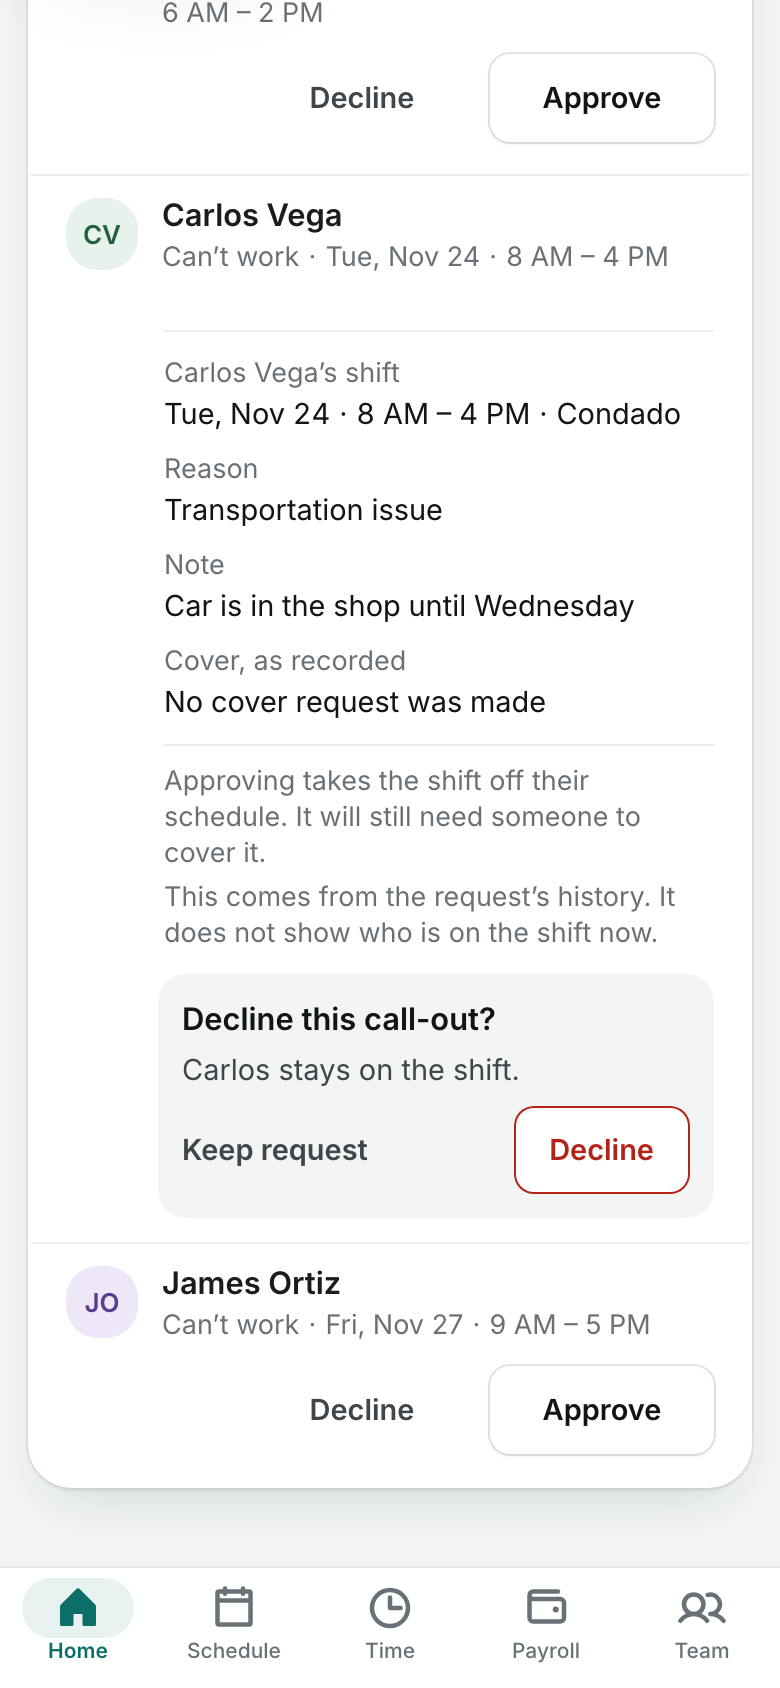 6 AM – 2 PM
Decline
Approve
CV
Carlos Vega
Can’t work · Tue, Nov 24 · 8 AM – 4 PM
Carlos Vega’s shift
Tue, Nov 24 · 8 AM – 4 PM · Condado
Reason
Transportation issue
Note
Car is in the shop until Wednesday
Cover, as recorded
No cover request was made
Approving takes the shift off their
schedule. It will still need someone to
cover it.
This comes from the request’s history. It
does not show who is on the shift now.
Decline this call-out?
Carlos stays on the shift.
Keep request
Decline
JO
James Ortiz
Can’t work · Fri, Nov 27 · 9 AM – 5 PM
Decline
Approve
Home
Schedule
Time
Payroll
Team